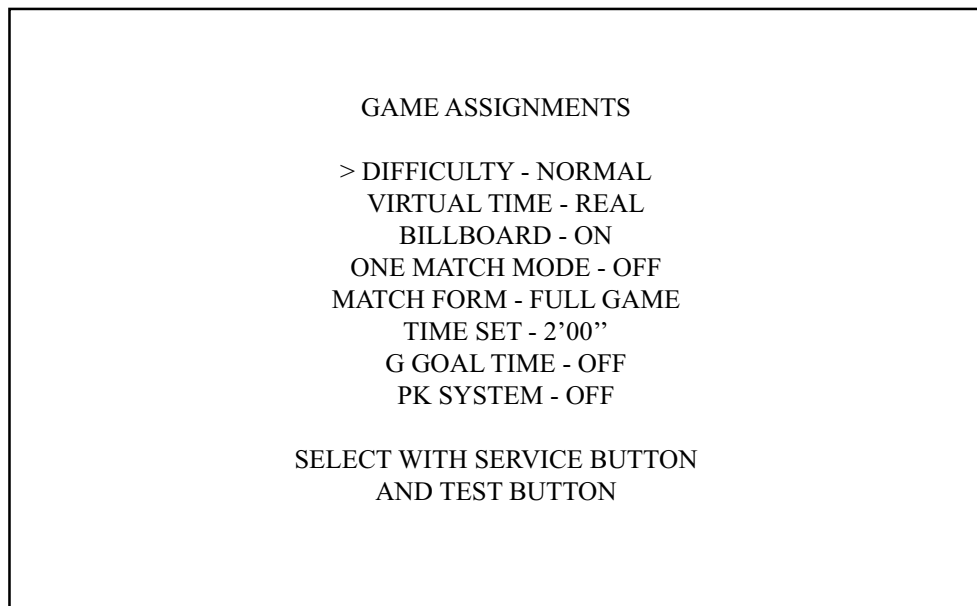 GAME ASSIGNMENTS
> DIFFICULTY - NORMAL
VIRTUAL TIME - REAL
BILLBOARD - ON
ONE MATCH MODE - OFF
MATCH FORM - FULL GAME
TIME SET - 2’00’’
G GOAL TIME - OFF
PK SYSTEM - OFF
SELECT WITH SERVICE BUTTON
AND TEST BUTTON